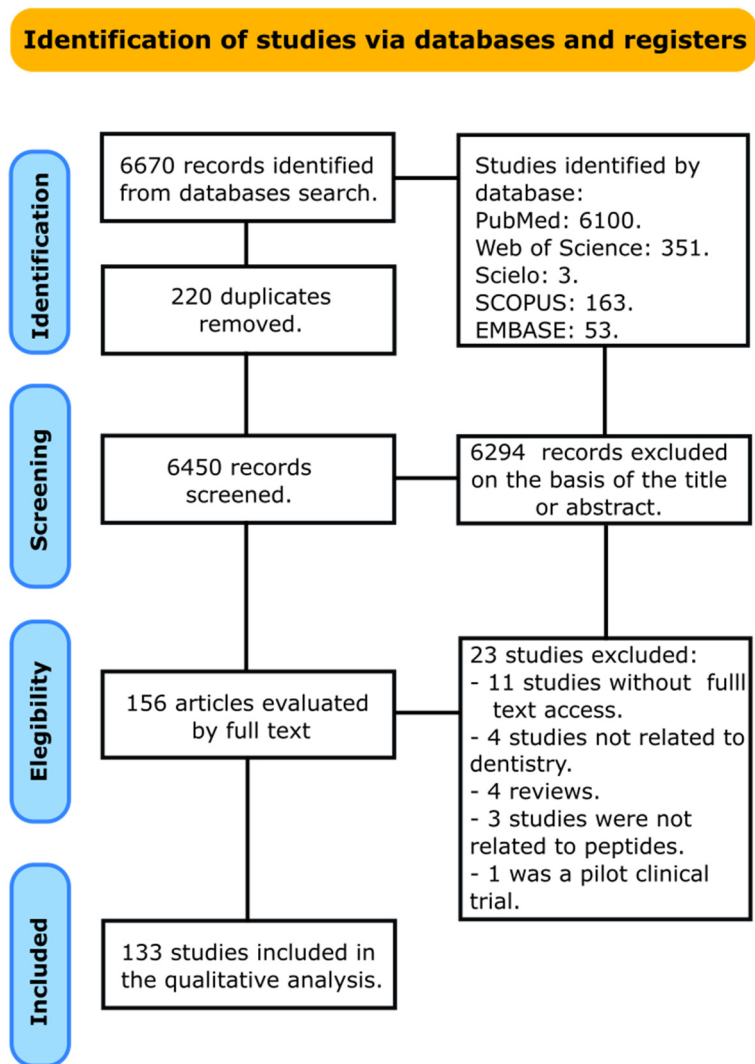 Identification of studies via databases and registers
Identification
6670 records identified
from databases search.
Studies identified by
database:
PubMed: 6100.
Web of Science: 351.
Scielo: 3.
SCOPUS: 163.
EMBASE: 53.
220 duplicates
removed.
Screening
6450 records
screened.
6294 records excluded
on the basis of the title
or abstract.
Elegibility
156 articles evaluated
by full text
23 studies excluded:
- 11 studies without fulll
text access.
- 4 studies not related to
dentistry.
- 4 reviews.
- 3 studies were not
related to peptides.
- 1 was a pilot clinical
trial.
Included
133 studies included in
the qualitative analysis.